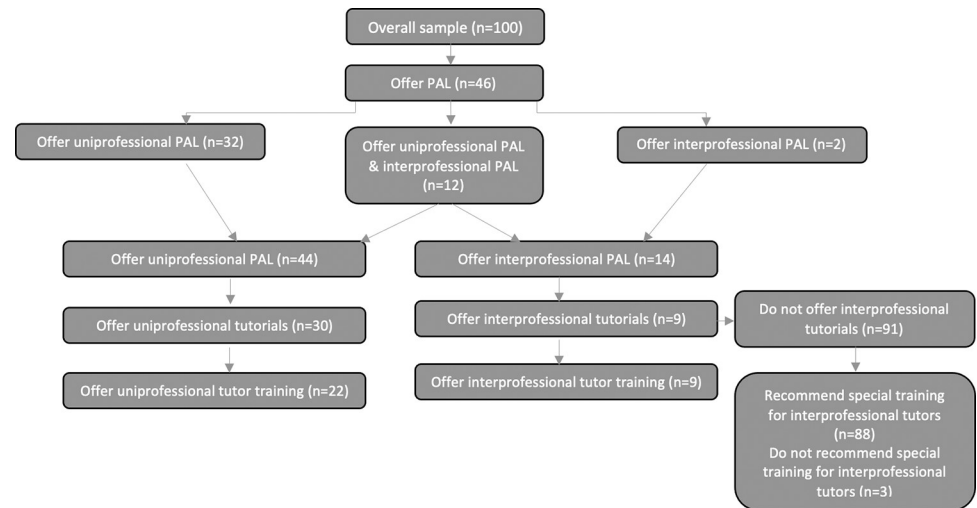 Overall sample (n=100)
Offer PAL (n=46)
Offer uniprofessional PAL (n=32)
Offer uniprofessional PAL
& interprofessional PAL
(n=12)
Offer interprofessional PAL (n=2)
Offer uniprofessional PAL (n=44)
Offer interprofessional PAL (n=14)
Offer uniprofessional tutorials (n=30)
Offer interprofessional tutorials (n=9)
Do not offer interprofessional
tutorials (n=91)
Offer uniprofessional tutor training (n=22)
Offer interprofessional tutor training (n=9)
Recommend special training
for interprofessional tutors
(n=88)
Do not recommend special
training for interprofessional
tutors (n=3)